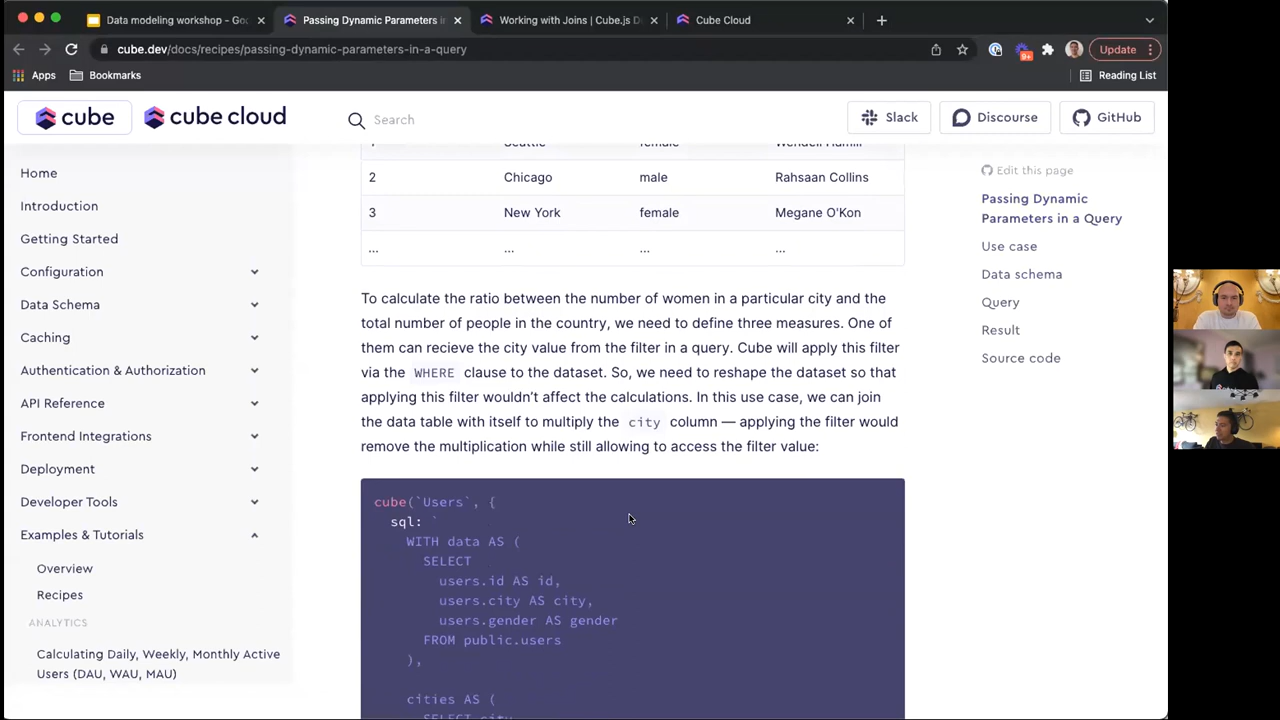 Data modeling workshop - Goo
Passing Dynamic Parameters in
Working with Joins | Cube.js D
Cube Cloud
cube.dev/docs/recipes/passing-dynamic-parameters-in-a-query
9+
Update
Apps
Bookmarks
Reading List
cube
cube cloud
Search
Slack
Discourse
GitHub
Home
Introduction
Getting Started
Configuration
Data Schema
Caching
Authentication & Authorization
API Reference
Frontend Integrations
Deployment
Developer Tools
Examples & Tutorials
Overview
Recipes
ANALYTICS
Calculating Daily, Weekly, Monthly Active
Users (DAU, WAU, MAU)
1 Seattle female Wendell Hamill
2 Chicago male Rahsaan Collins
3 New York female Megane O'Kon
... ... ... ...
To calculate the ratio between the number of women in a particular city and the
total number of people in the country, we need to define three measures. One of
them can recieve the city value from the filter in a query. Cube will apply this filter
via the WHERE clause to the dataset. So, we need to reshape the dataset so that
applying this filter wouldn't affect the calculations. In this use case, we can join
the data table with itself to multiply the city column — applying the filter would
remove the multiplication while still allowing to access the filter value:
cube(`Users`, {
sql: `
WITH data AS (
SELECT
users.id AS id,
users.city AS city,
users.gender AS gender
FROM public.users
),
cities AS (
SELECT city
Edit this page
Passing Dynamic
Parameters in a Query
Use case
Data schema
Query
Result
Source code